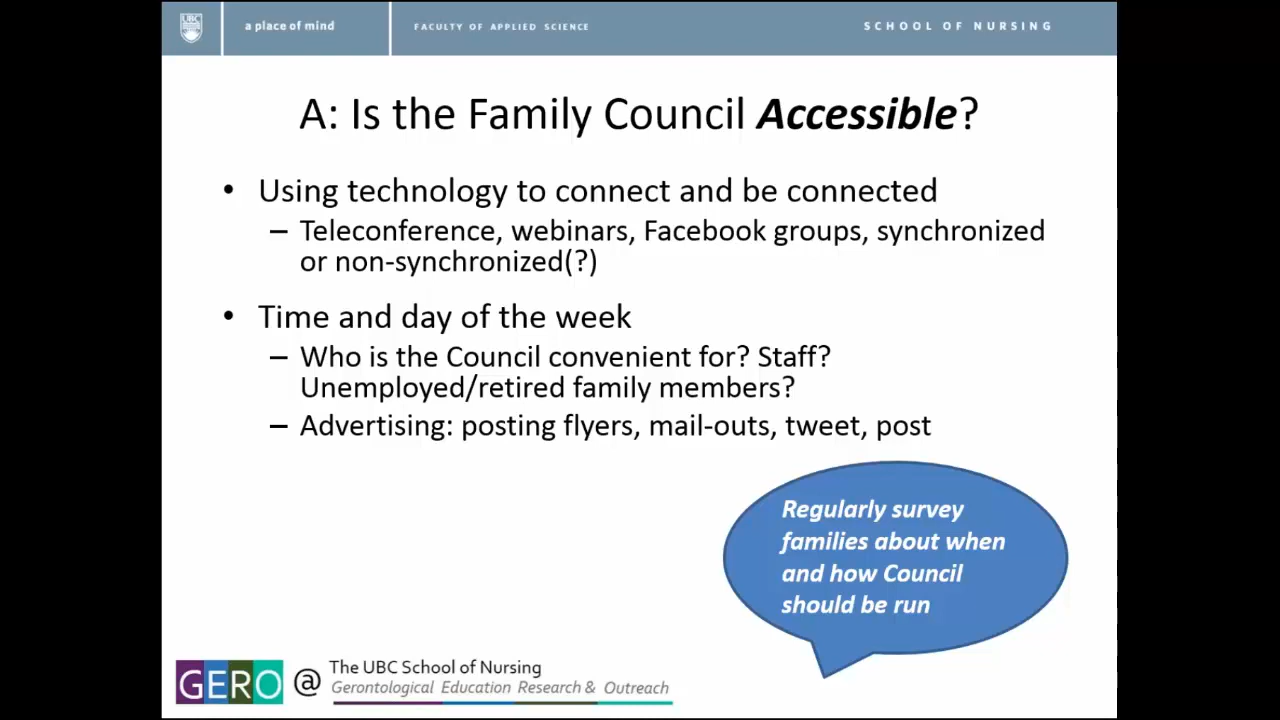 UBC
a place of mind
FACULTY OF APPLIED SCIENCE
SCHOOL OF NURSING
A: Is the Family Council Accessible?
• Using technology to connect and be connected
– Teleconference, webinars, Facebook groups, synchronized
or non-synchronized(?)
• Time and day of the week
– Who is the Council convenient for? Staff?
Unemployed/retired family members?
– Advertising: posting flyers, mail-outs, tweet, post
Regularly survey
families about when
and how Council
should be run
GERO @
The UBC School of Nursing
Gerontological Education Research & Outreach